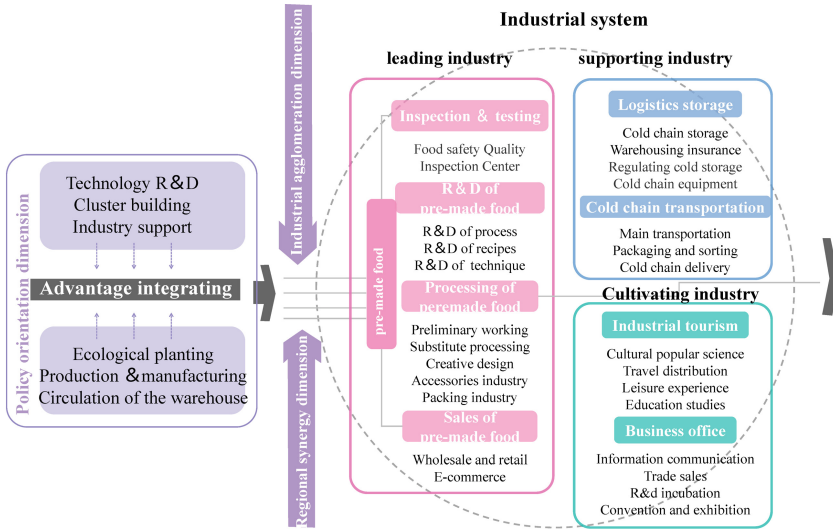 Industrial system
Policy orientation dimension
Technology R&D
Cluster building
Industry support
Advantage integrating
Ecological planting
Production &manufacturing
Circulation of the warehouse
Industrial agglomeration dimension
Regional synergy dimension
leading industry
pre-made food
Inspection & testing
Food safety Quality
Inspection Center
R&D of
pre-made food
R&D of process
R&D of recipes
R&D of technique
Processing of
peremade food
Preliminary working
Substitute processing
Creative design
Accessories industry
Packing industry
Sales of
pre-made food
Wholesale and retail
E-commerce
supporting industry
Logistics storage
Cold chain storage
Warehousing insurance
Regulating cold storage
Cold chain equipment
Cold chain transportation
Main transportation
Packaging and sorting
Cold chain delivery
Cultivating industry
Industrial tourism
Cultural popular science
Travel distribution
Leisure experience
Education studies
Business office
Information communication
Trade sales
R&d incubation
Convention and exhibition